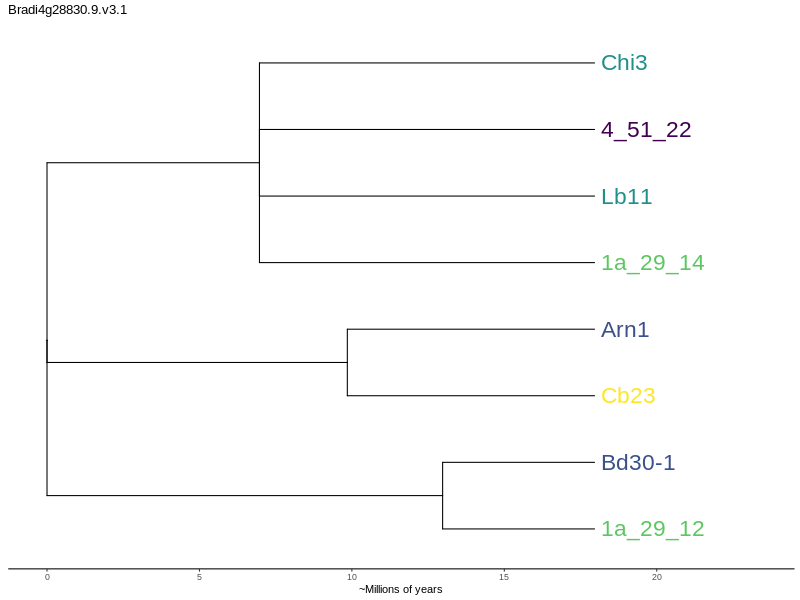 Bradi4g28830.9.v3.1
Chi3
4_51_22
Lb11
1a_29_14
Arn1
Cb23
Bd30-1
1a_29_12
0 5 10 15 20
~Millions of years